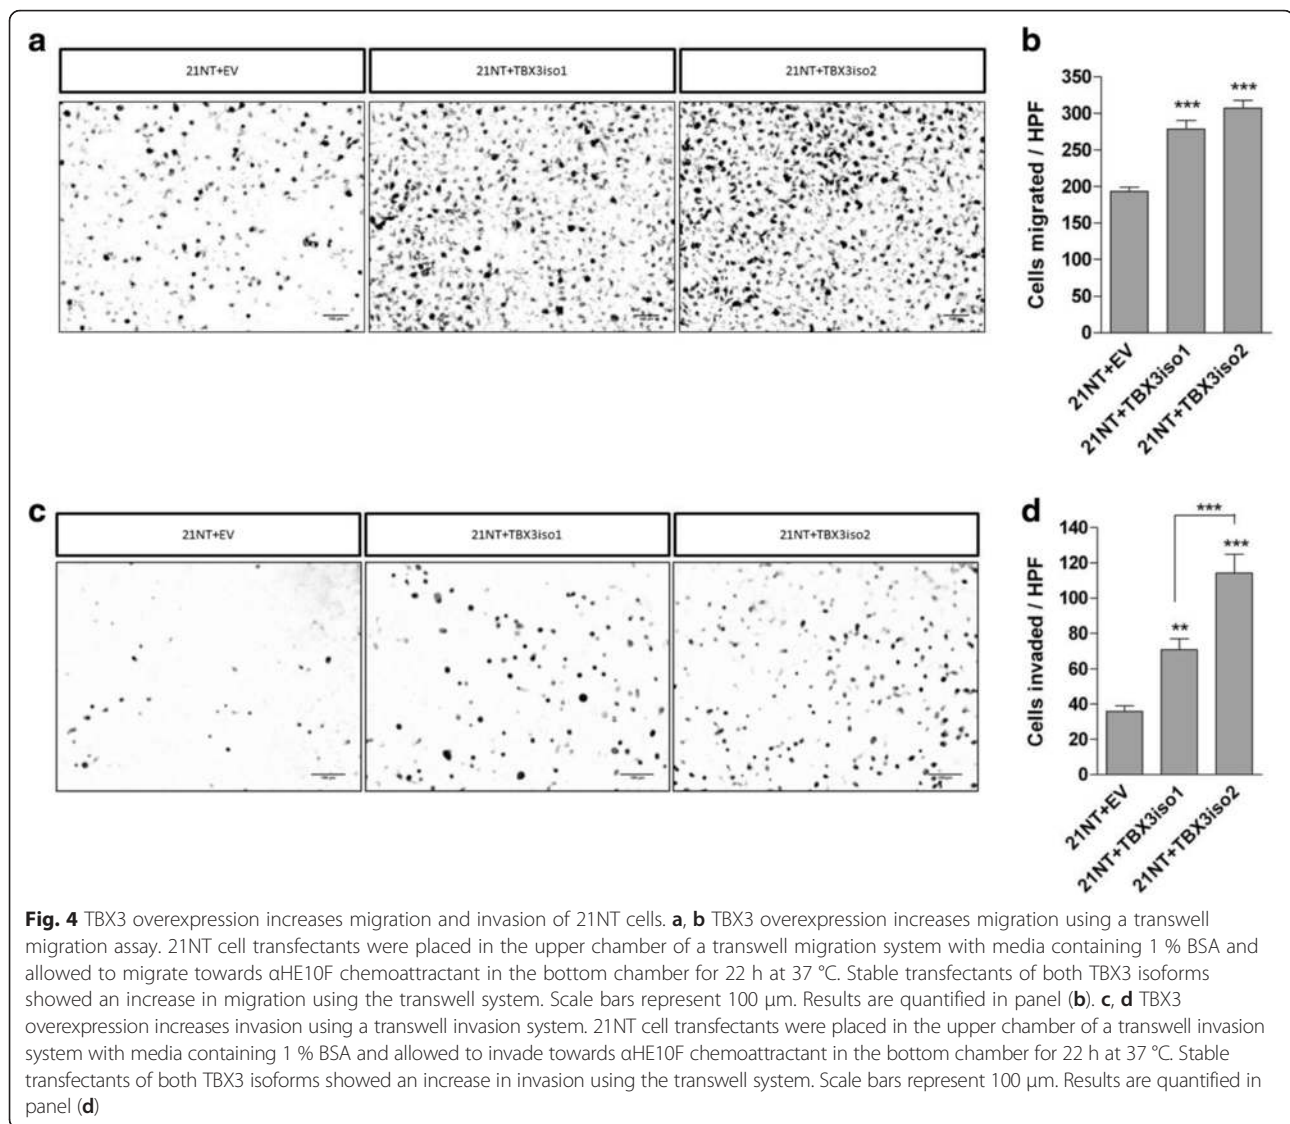 a
21NT+EV
21NT+TBX3iso1
21NT+TBX3iso2
b
350
300
250
200
150
100
50
0
Cells migrated / HPF
***
***
21NT+EV
21NT+TBX3iso1
21NT+TBX3iso2
c
21NT+EV
21NT+TBX3iso1
21NT+TBX3iso2
d
140
120
100
80
60
40
20
0
Cells invaded / HPF
***
***
**
21NT+EV
21NT+TBX3iso1
21NT+TBX3iso2
Fig. 4 TBX3 overexpression increases migration and invasion of 21NT cells. a, b TBX3 overexpression increases migration using a transwell
migration assay. 21NT cell transfectants were placed in the upper chamber of a transwell migration system with media containing 1 % BSA and
allowed to migrate towards αHE10F chemoattractant in the bottom chamber for 22 h at 37 °C. Stable transfectants of both TBX3 isoforms
showed an increase in migration using the transwell system. Scale bars represent 100 μm. Results are quantified in panel (b). c, d TBX3
overexpression increases invasion using a transwell invasion system. 21NT cell transfectants were placed in the upper chamber of a transwell invasion
system with media containing 1 % BSA and allowed to invade towards αHE10F chemoattractant in the bottom chamber for 22 h at 37 °C. Stable
transfectants of both TBX3 isoforms showed an increase in invasion using the transwell system. Scale bars represent 100 μm. Results are quantified in
panel (d)